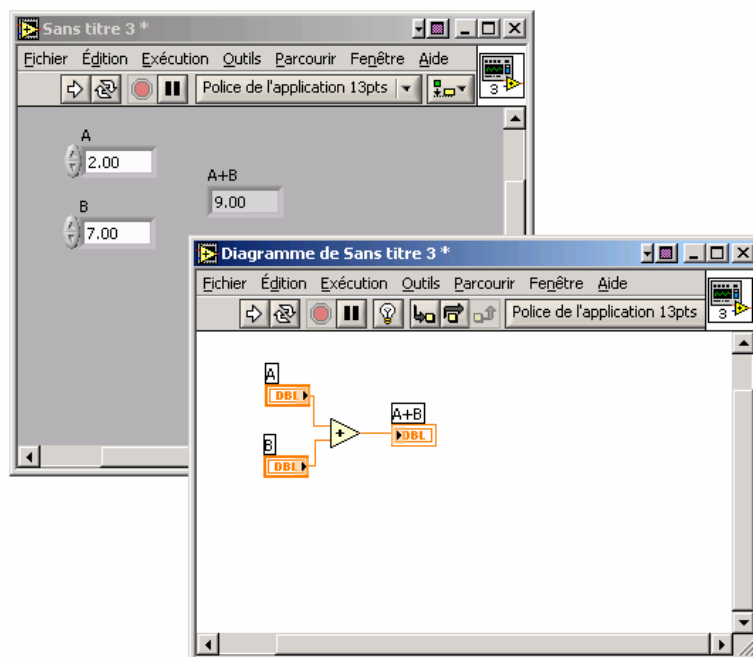 Sans titre 3 *
Fichier Édition Exécution Outils Parcourir Fenêtre Aide
Police de l'application 13pts
3
A
2.00
A+B
9.00
B
7.00
Diagramme de Sans titre 3 *
Fichier Édition Exécution Outils Parcourir Fenêtre Aide
Police de l'application 13pts
3
A
DBL
A+B
DBL
+
B
DBL